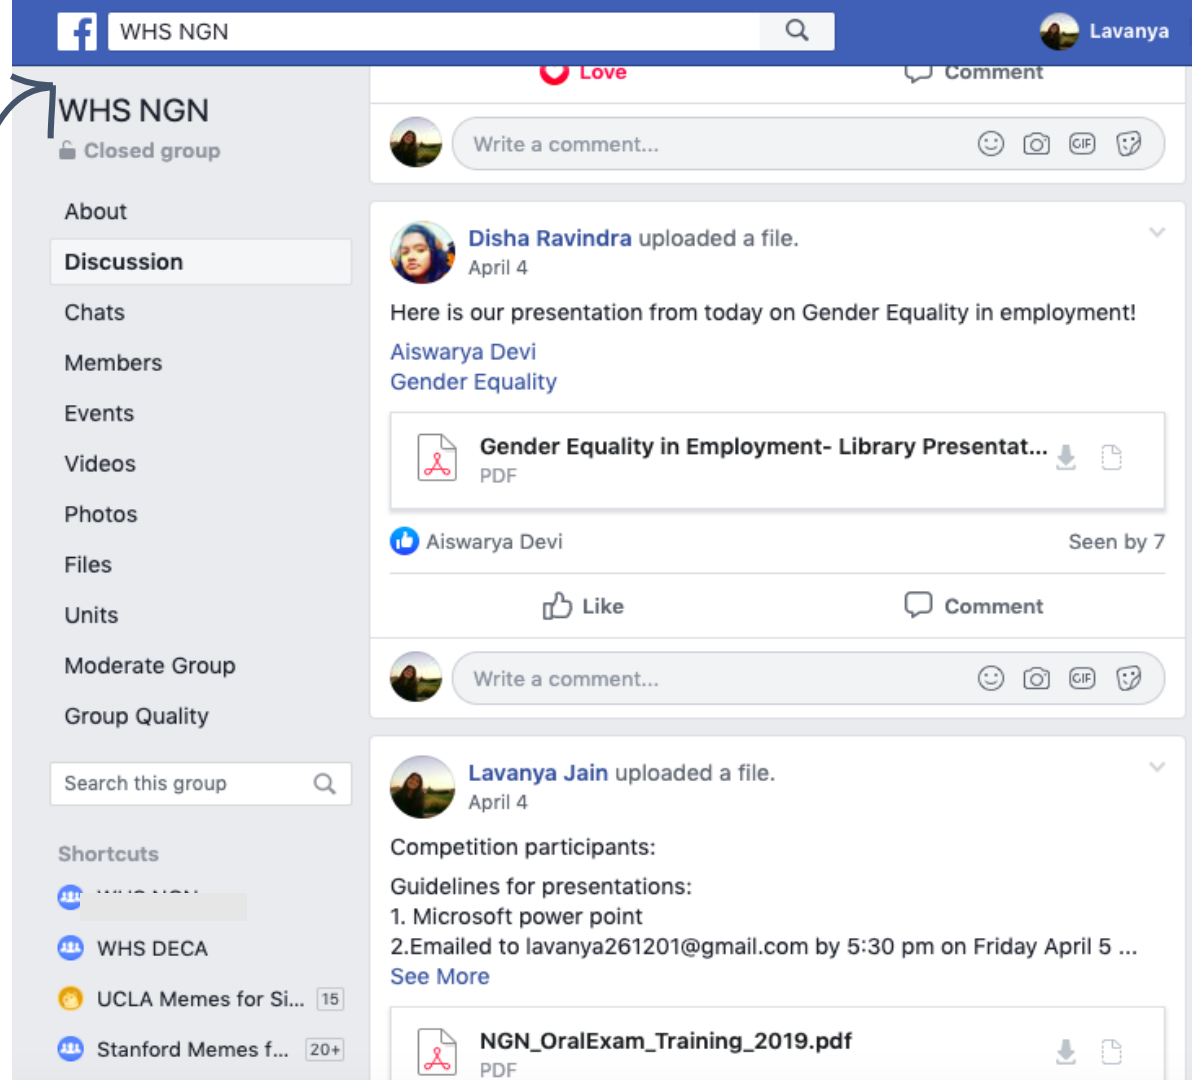 WHS NGN
Lavanya
WHS NGN
Closed group
About
Discussion
Chats
Members
Events
Videos
Photos
Files
Units
Moderate Group
Group Quality
Search this group
Shortcuts
WHS DECA
UCLA Memes for Si... 15
Stanford Memes f... 20+
Love
Comment
Write a comment...
GIF
Disha Ravindra uploaded a file.
April 4
Here is our presentation from today on Gender Equality in employment!
Aiswarya Devi
Gender Equality
Gender Equality in Employment- Library Presentat...
PDF
Aiswarya Devi
Seen by 7
Like
Comment
Write a comment...
GIF
Lavanya Jain uploaded a file.
April 4
Competition participants:
Guidelines for presentations:
1. Microsoft power point
2.Emailed to lavanya261201@gmail.com by 5:30 pm on Friday April 5 ...
See More
NGN_OralExam_Training_2019.pdf
PDF